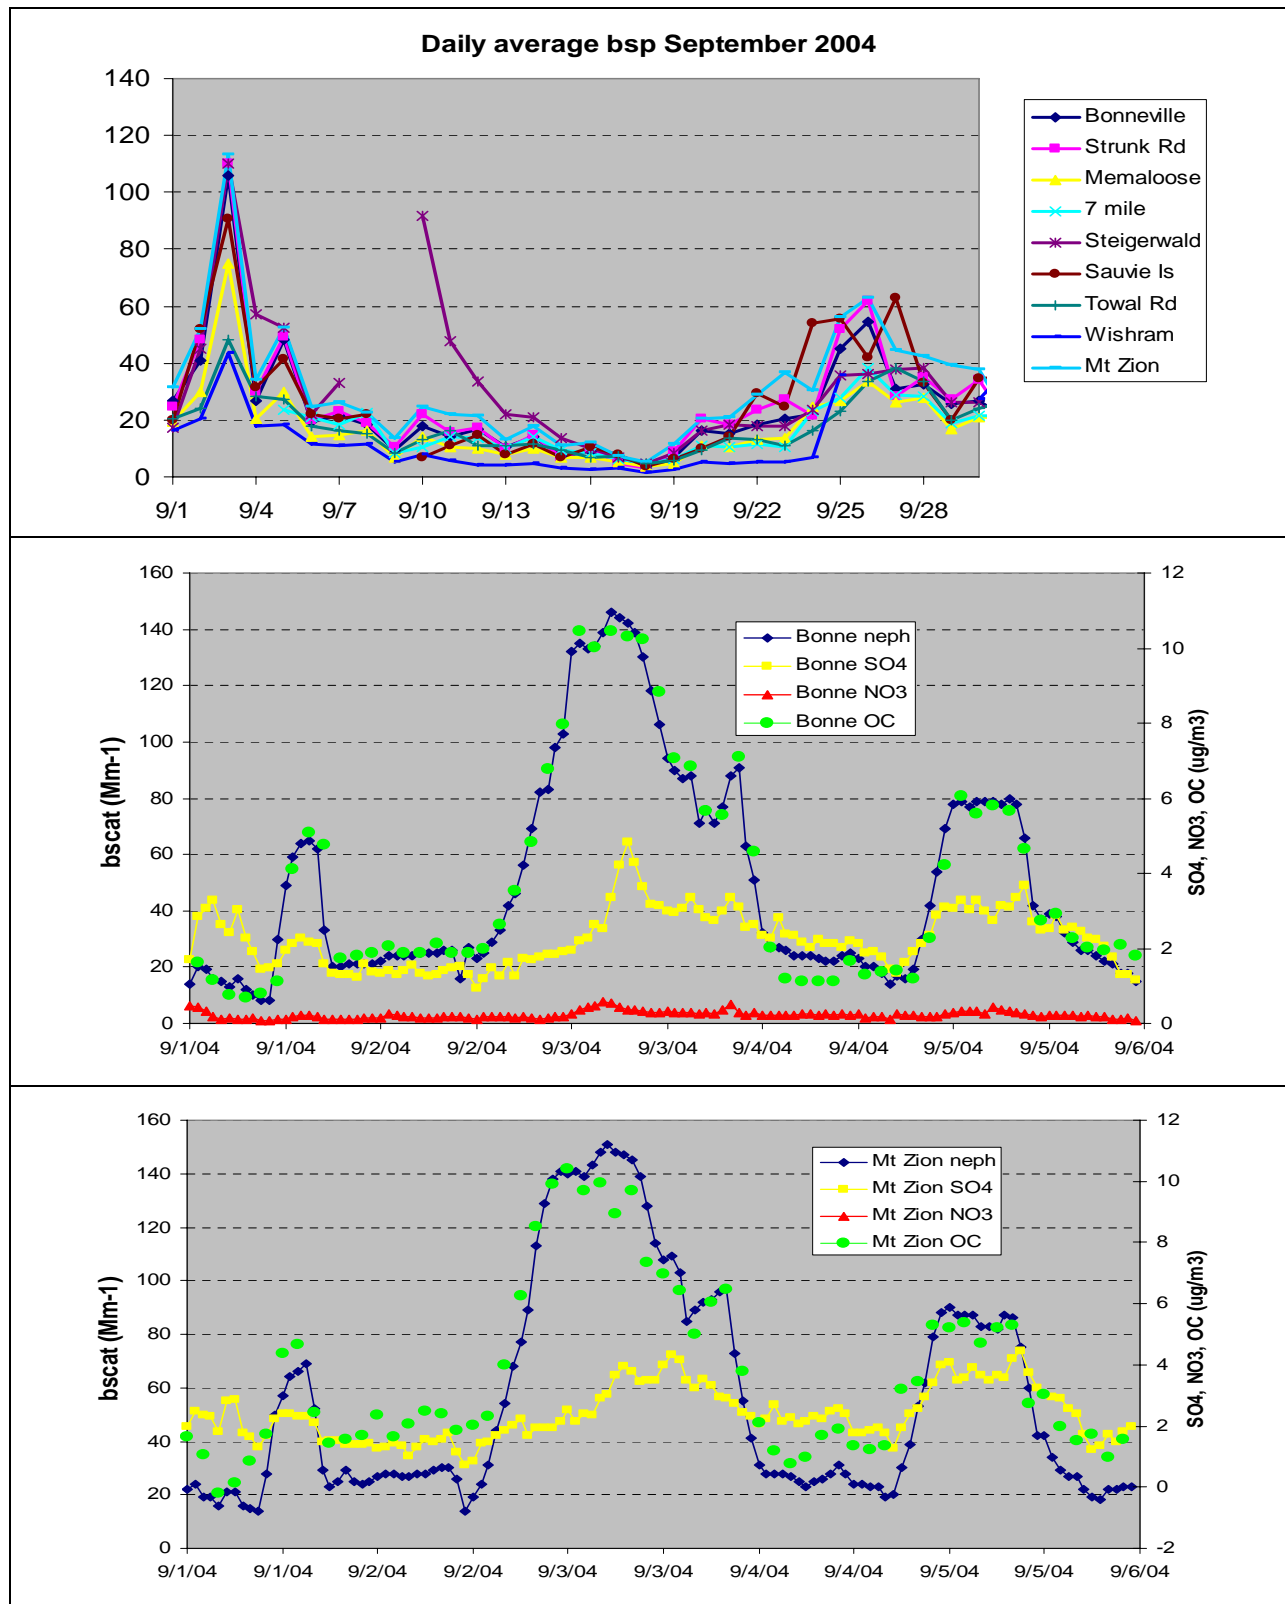 Daily average bsp September 2004
140
120
100
80
60
40
20
0
9/1 9/4 9/7 9/10 9/13 9/16 9/19 9/22 9/25 9/28
Bonneville
Strunk Rd
Memaloose
7 mile
Steigerwald
Sauvie Is
Towal Rd
Wishram
Mt Zion
bscat (Mm-1)
160
140
120
100
80
60
40
20
0
9/1/04 9/1/04 9/2/04 9/2/04 9/3/04 9/3/04 9/4/04 9/4/04 9/5/04 9/5/04 9/6/04
Bonne neph
Bonne SO4
Bonne NO3
Bonne OC
12
10
8
6
4
2
0
SO4, NO3, OC (ug/m3)
bscat (Mm-1)
160
140
120
100
80
60
40
20
0
9/1/04 9/1/04 9/2/04 9/2/04 9/3/04 9/3/04 9/4/04 9/4/04 9/5/04 9/5/04 9/6/04
Mt Zion neph
Mt Zion SO4
Mt Zion NO3
Mt Zion OC
12
10
8
6
4
2
0
-2
SO4, NO3, OC (ug/m3)